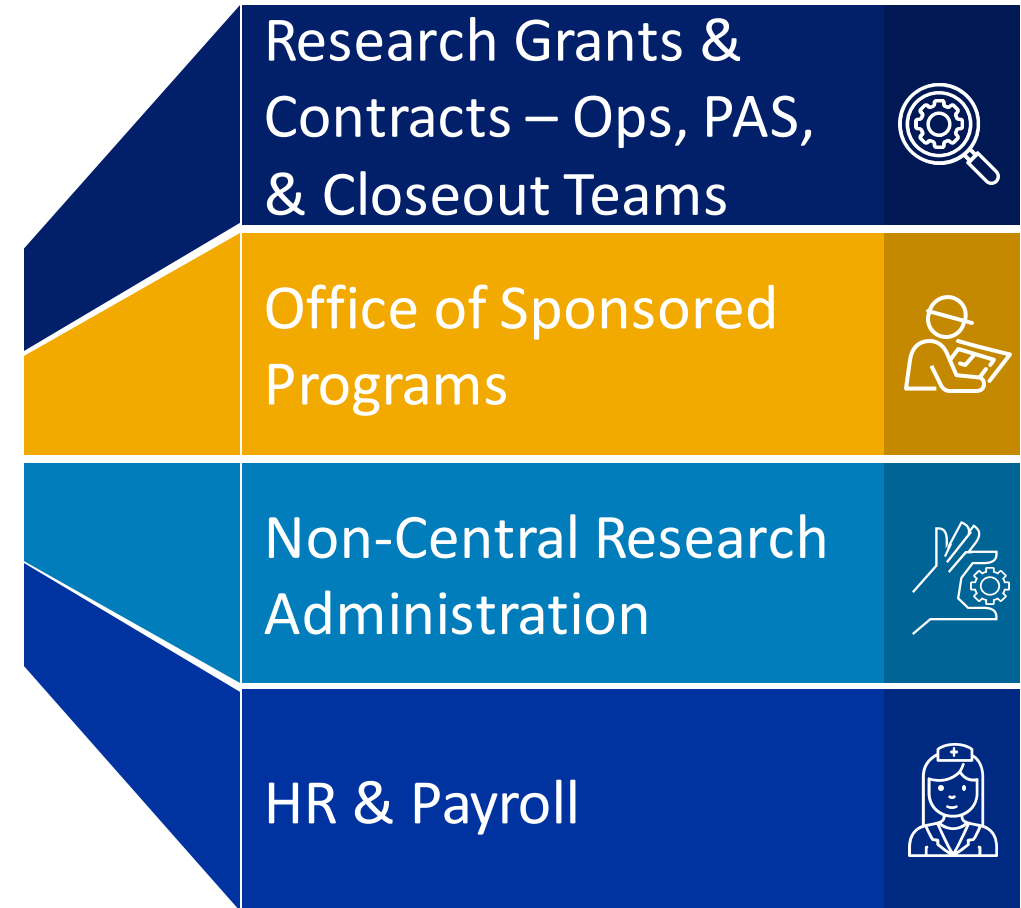 Research Grants &
Contracts – Ops, PAS,
& Closeout Teams
Office of Sponsored
Programs
Non-Central Research
Administration
HR & Payroll